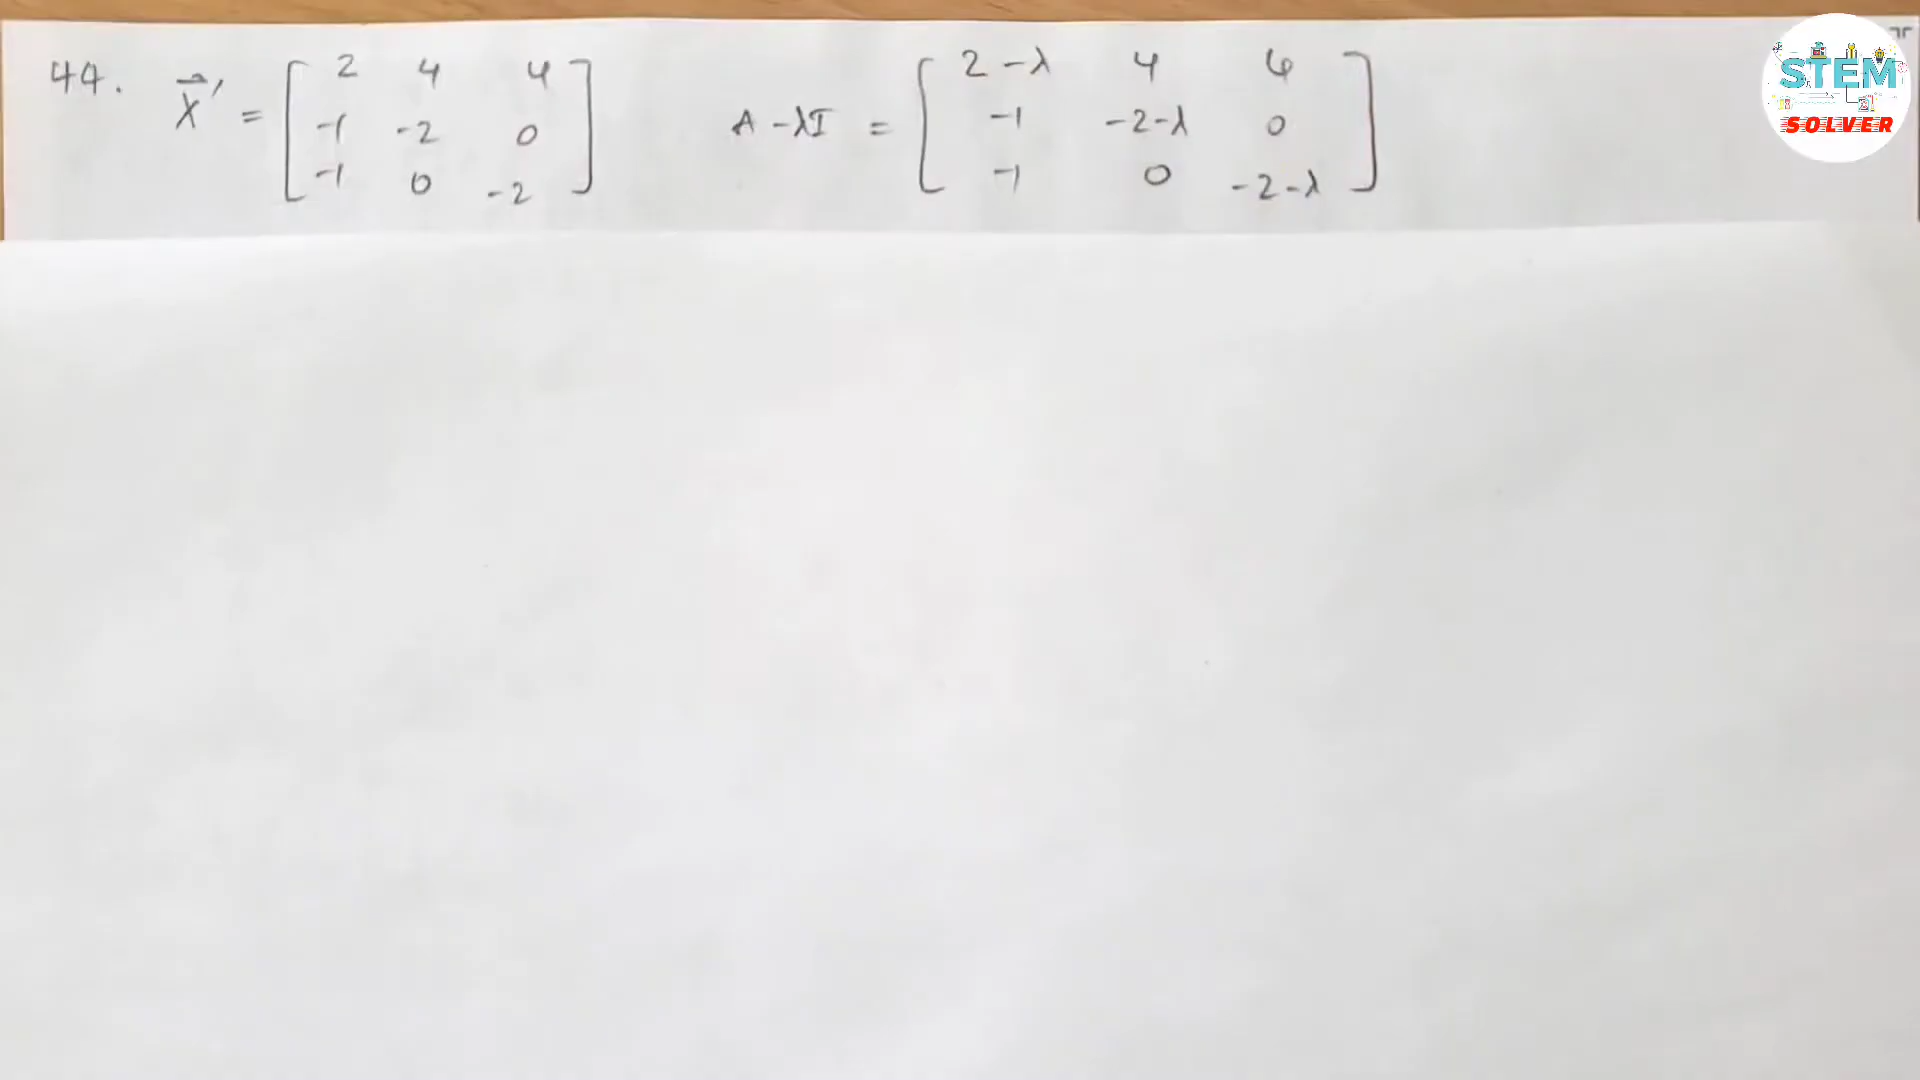 44. X⃗' = [ 2 4 4 ; -1 -2 0 ; -1 0 -2 ]
A - λI = [ 2-λ 4 6 ; -1 -2-λ 0 ; -1 0 -2-λ ]
STEM
SOLVER